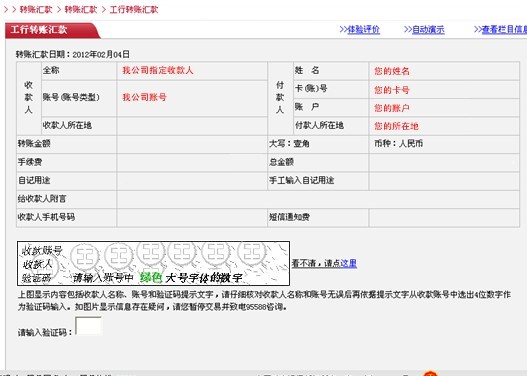 > > 转账汇款 > 转账汇款 > 工行转账汇款
工行转账汇款 >>体验评价 >>自动演示 >>查看栏目信息
转账汇款日期：2012年02月04日
收款人 全称 我公司指定收款人 付款人 姓 名 您的姓名
卡(账)号 您的卡号
账号(账号类型) 我公司账号 账 户 您的账户
收款人所在地 付款人所在地 您的所在地
转账金额 大写：壹角 币种：人民币
手续费 总金额
自记用途 手工输入自记用途
给收款人附言
收款人手机号码 短信通知费
收款账号
收款人
验证码 请输入账号中 绿色 大号字体的数字
看不清，请点这里
上图显示内容包括收款人名称、账号和验证码提示文字，请仔细核对收款人名称和账号无误后再依据提示文字从收款账号中选出4位数字作
为验证码输入。如图片显示信息存在疑问，请您暂停交易并致电95588咨询。
请输入验证码：